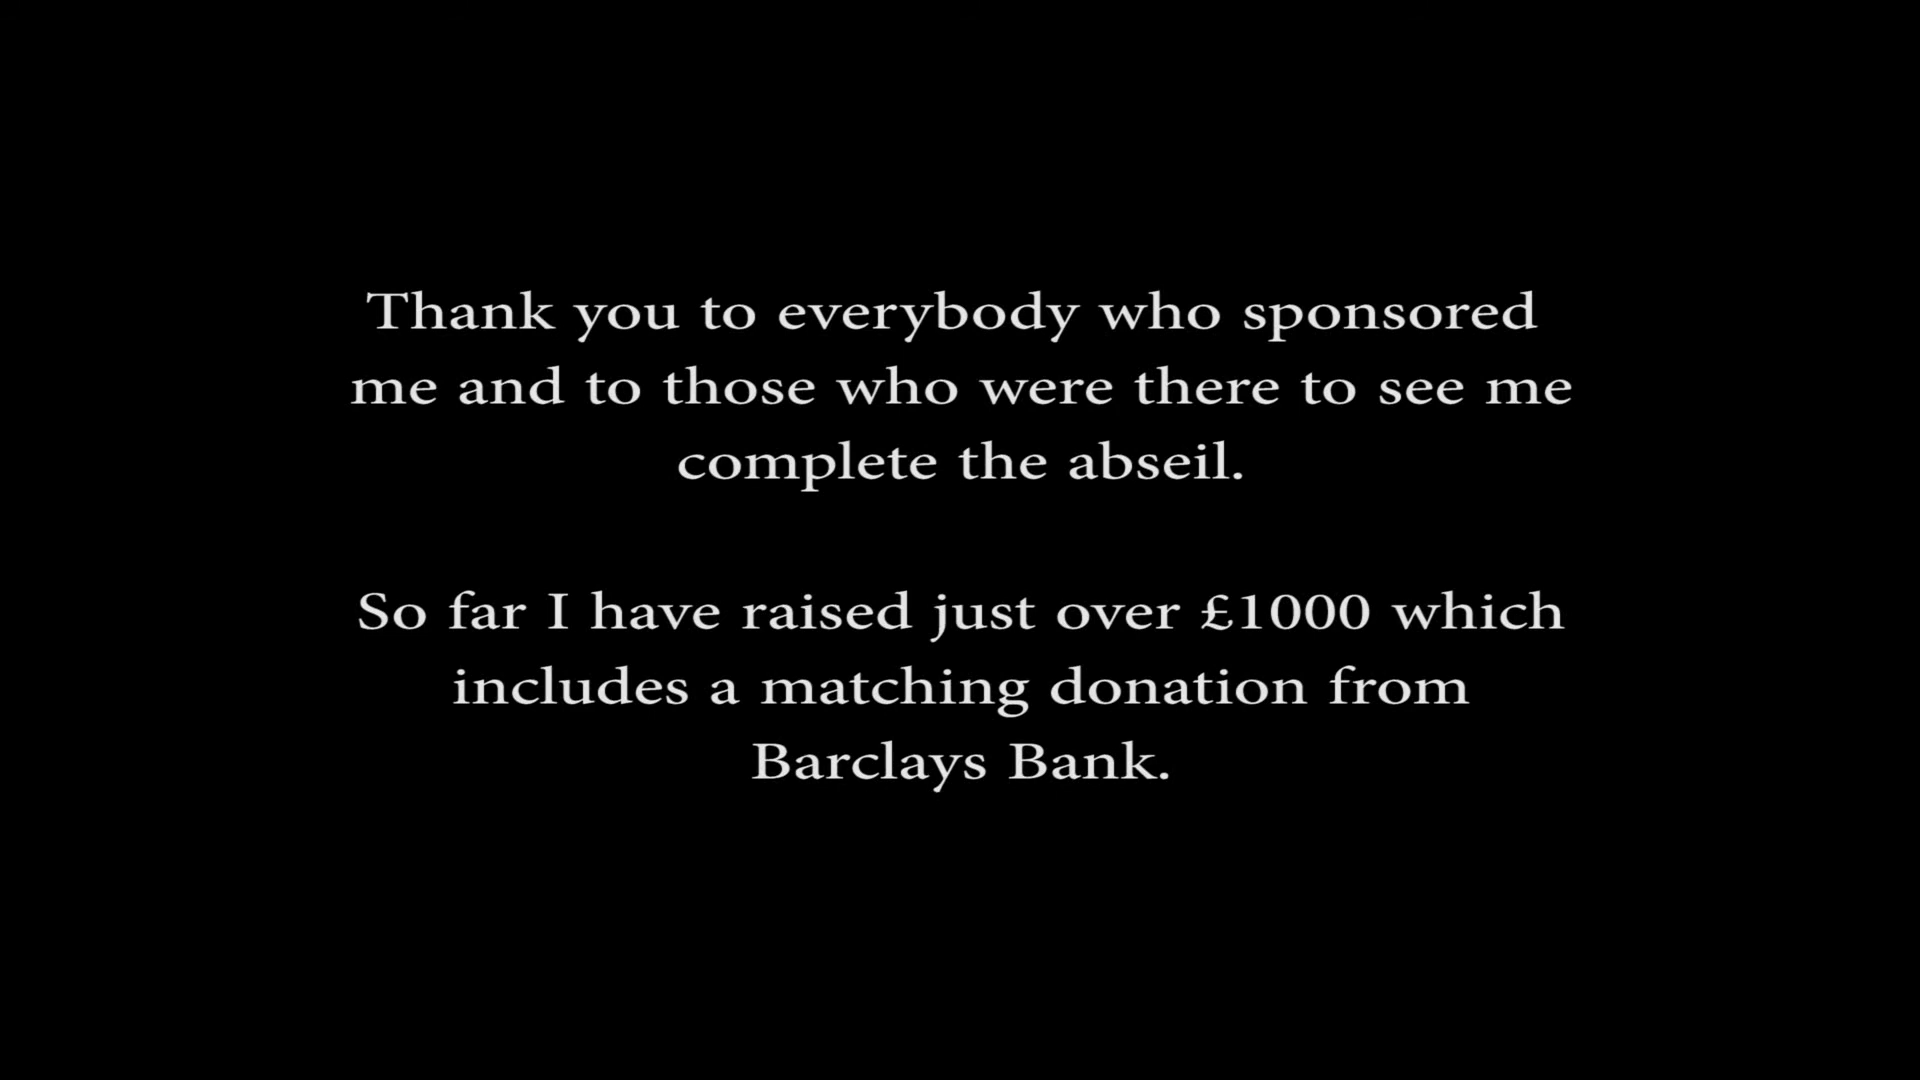 Thank you to everybody who sponsored
me and to those who were there to see me
complete the abseil.
So far I have raised just over £1000 which
includes a matching donation from
Barclays Bank.